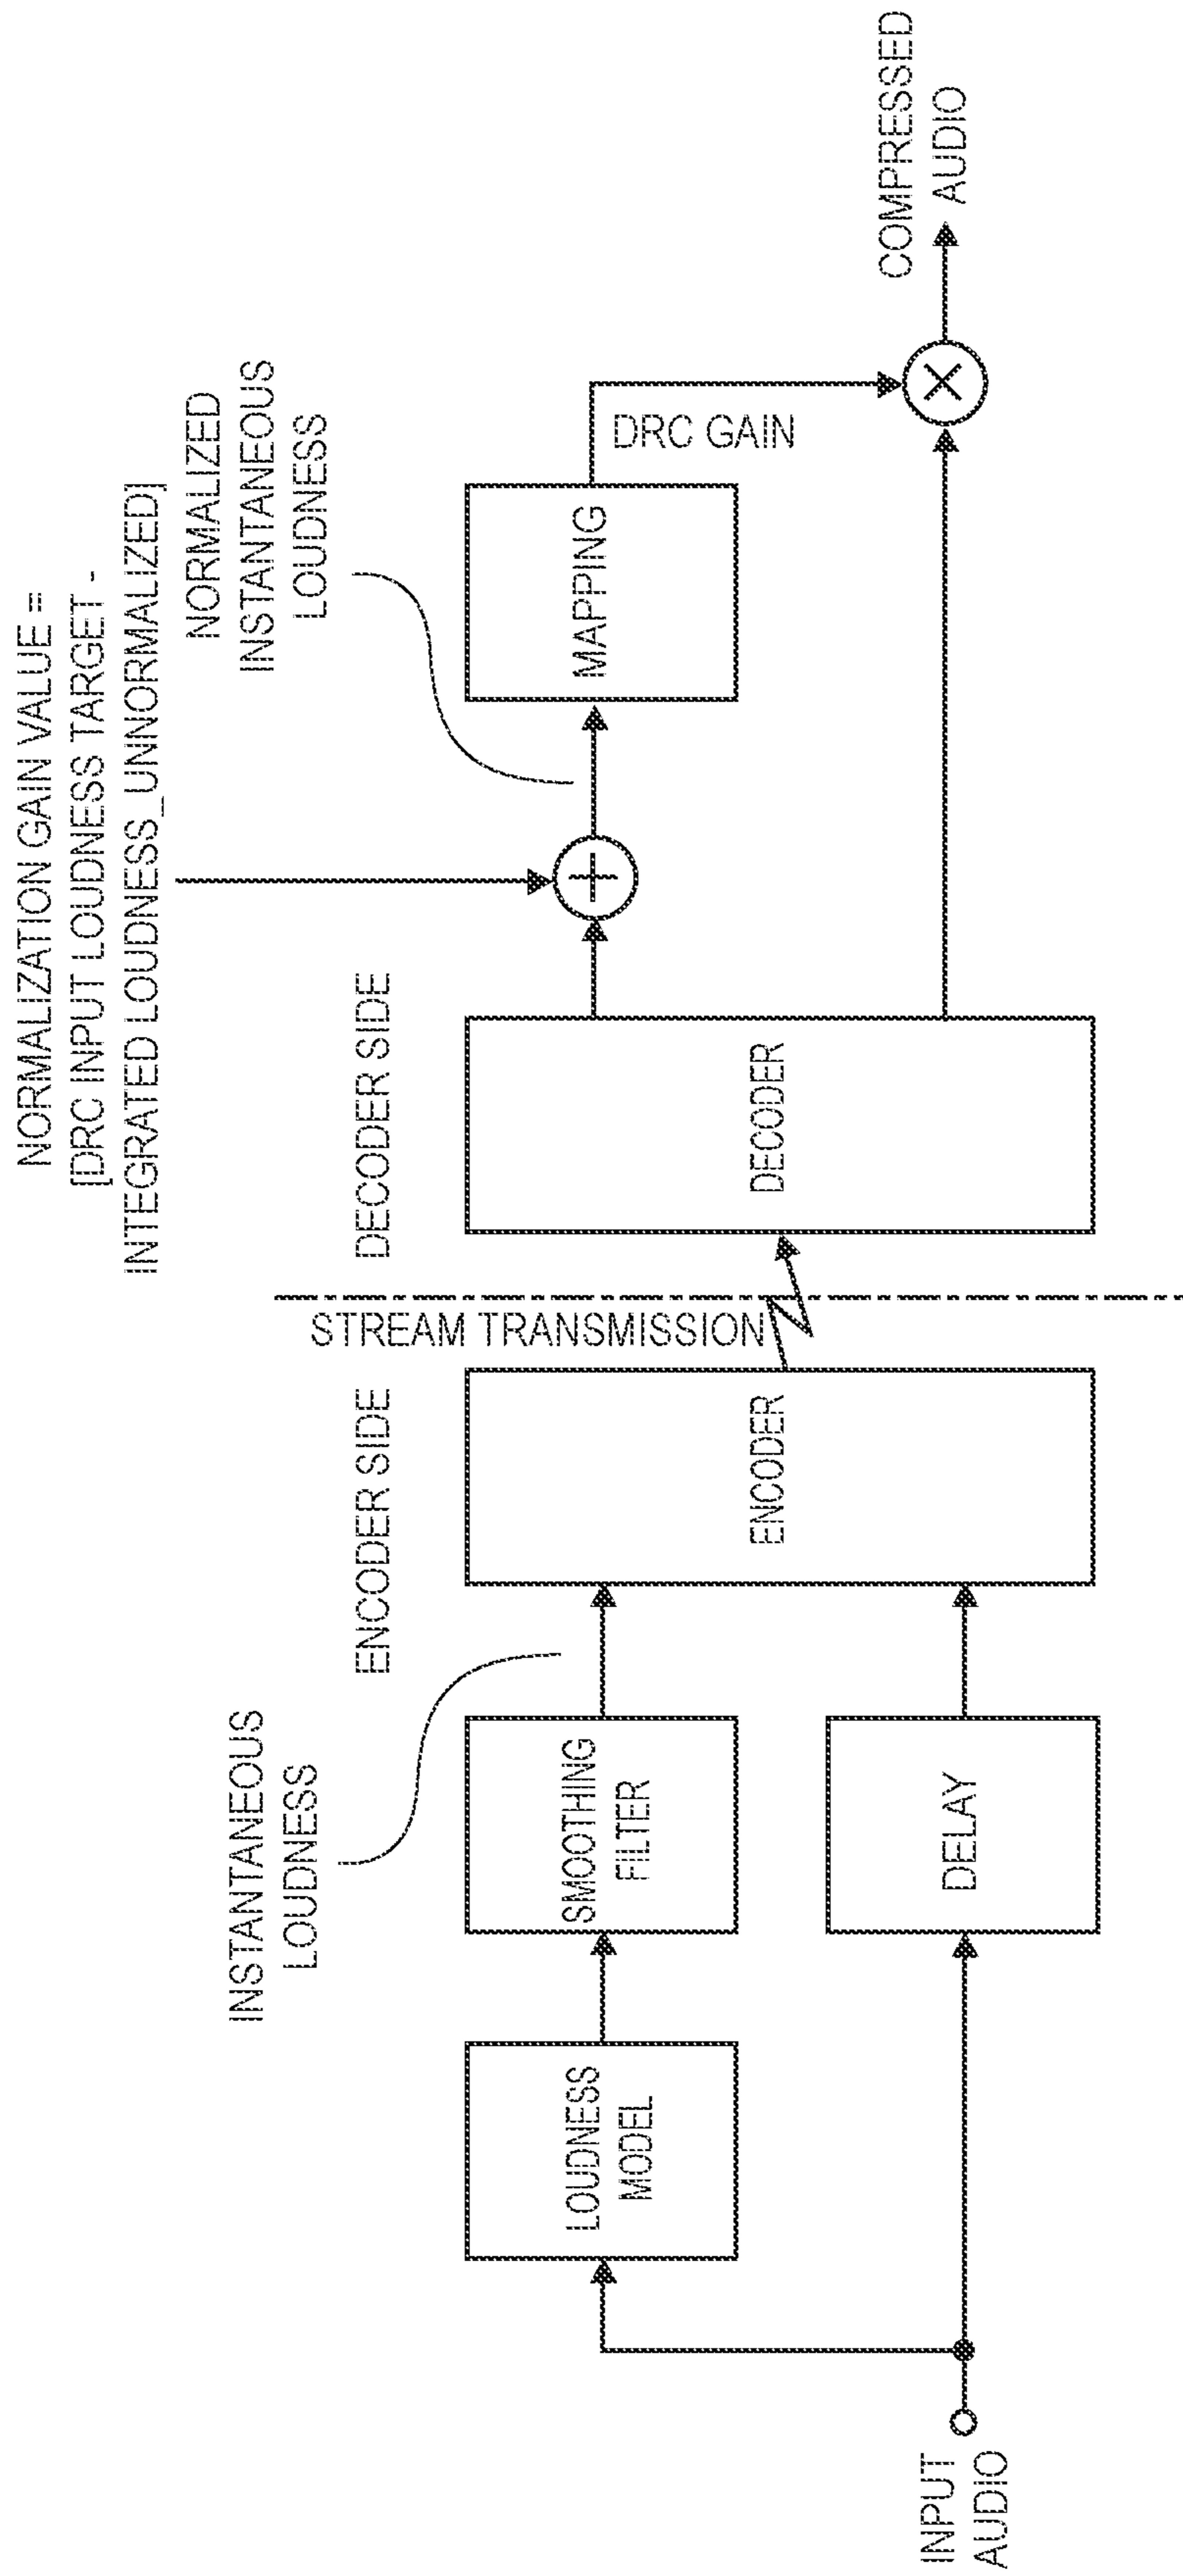 NORMALIZATION GAIN VALUE =
[DRC INPUT LOUDNESS TARGET -
INTEGRATED LOUDNESS_UNNORMALIZED]
NORMALIZED
INSTANTANEOUS
LOUDNESS
INSTANTANEOUS
LOUDNESS
ENCODER SIDE
STREAM TRANSMISSION
DECODER SIDE
INPUT
AUDIO
LOUDNESS
MODEL
SMOOTHING
FILTER
DELAY
ENCODER
DECODER
+
MAPPING
DRC GAIN
×
COMPRESSED
AUDIO